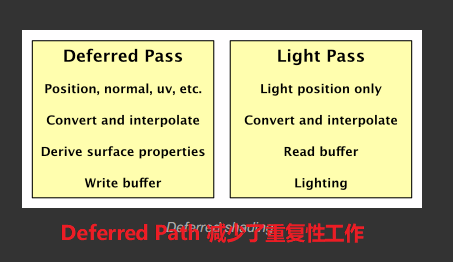 Deferred Pass
Position, normal, uv, etc.
Convert and interpolate
Derive surface properties
Write buffer
Light Pass
Light position only
Convert and interpolate
Read buffer
Lighting
Deferred shading
Deferred Path 减少了重复性工作